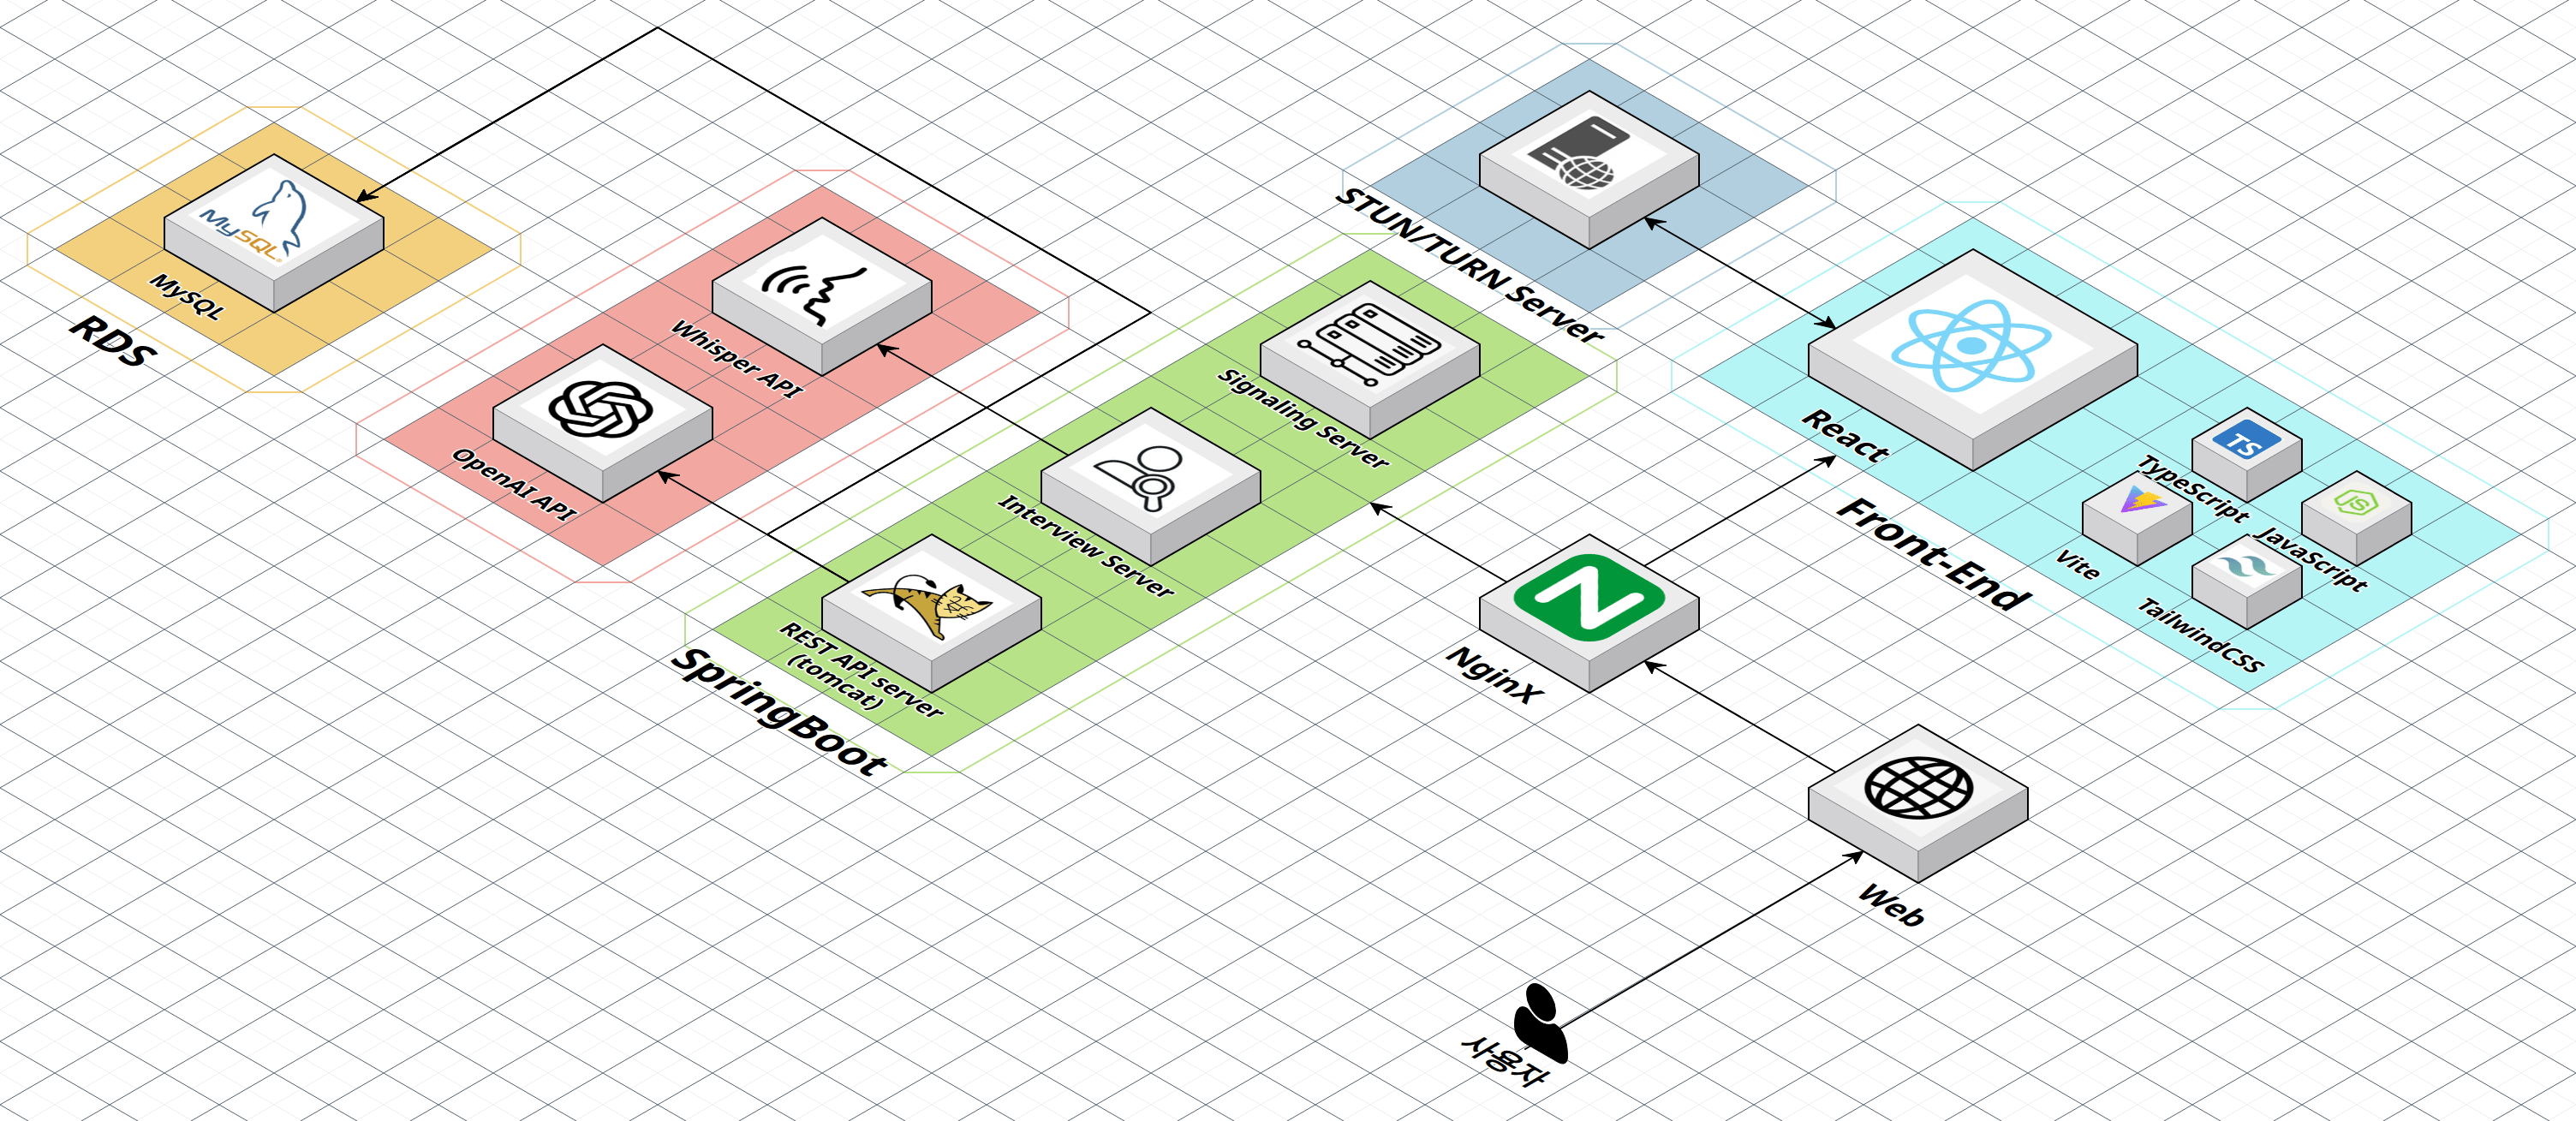 MySQL
MySQL
RDS
Whisper API
OpenAI API
STUN/TURN Server
Signaling Server
Interview Server
REST API server
(tomcat)
SpringBoot
React
TS
TypeScript
JS
JavaScript
Vite
TailwindCSS
Front-End
N
NginX
Web
사용자